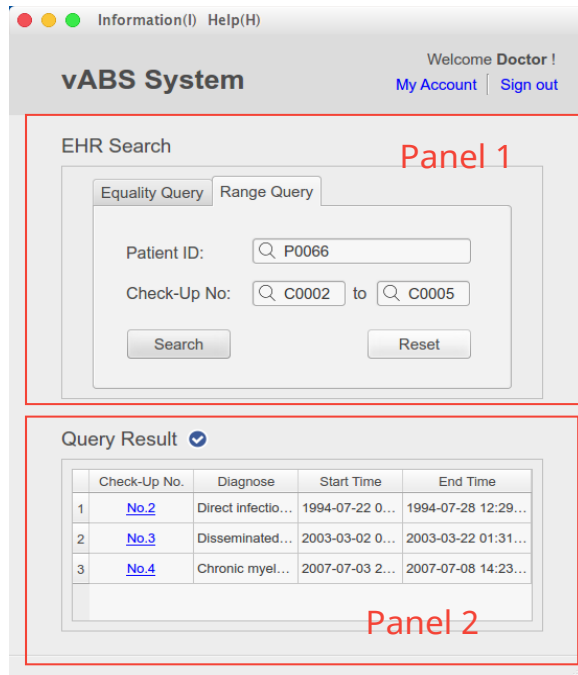 Information(I) Help(H)
Welcome Doctor !
vABS System
My Account Sign out
EHR Search
Panel 1
Equality Query Range Query
Patient ID: P0066
Check-Up No: C0002 to C0005
Search Reset
Query Result
Check-Up No. Diagnose Start Time End Time
1 No.2 Direct infectio... 1994-07-22 0... 1994-07-28 12:29...
2 No.3 Disseminated... 2003-03-02 0... 2003-03-22 01:31...
3 No.4 Chronic myel... 2007-07-03 2... 2007-07-08 14:23...
Panel 2